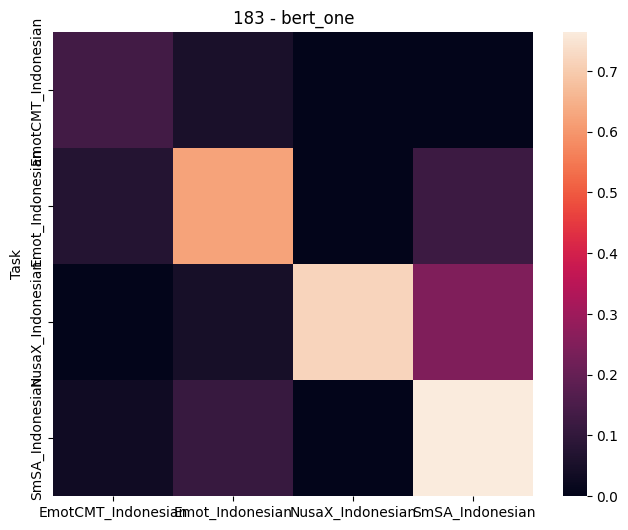 183 - bert_one
Task
EmotCMT_Indonesian
Emot_Indonesian
NusaX_Indonesian
SmSA_Indonesian
0.7
0.6
0.5
0.4
0.3
0.2
0.1
0.0
EmotCMT_Indonesian Emot_Indonesian NusaX_Indonesian SmSA_Indonesian